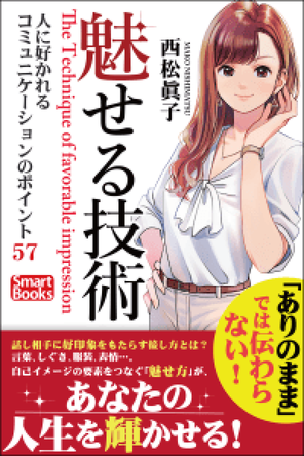 人に好かれる
コミュニケーションのポイント57
The Technique of favorable impression
魅せる技術
西松眞子
MAKO NISHIMATSU
Smart
Books
「ありのまま」
では伝わら
ない!
話し相手に好印象をもたらす魅し方とは?
言葉、しぐさ、服装、表情…。
自己イメージの要素をつなぐ「魅せ方」が、
あなたの
人生を輝かせる!